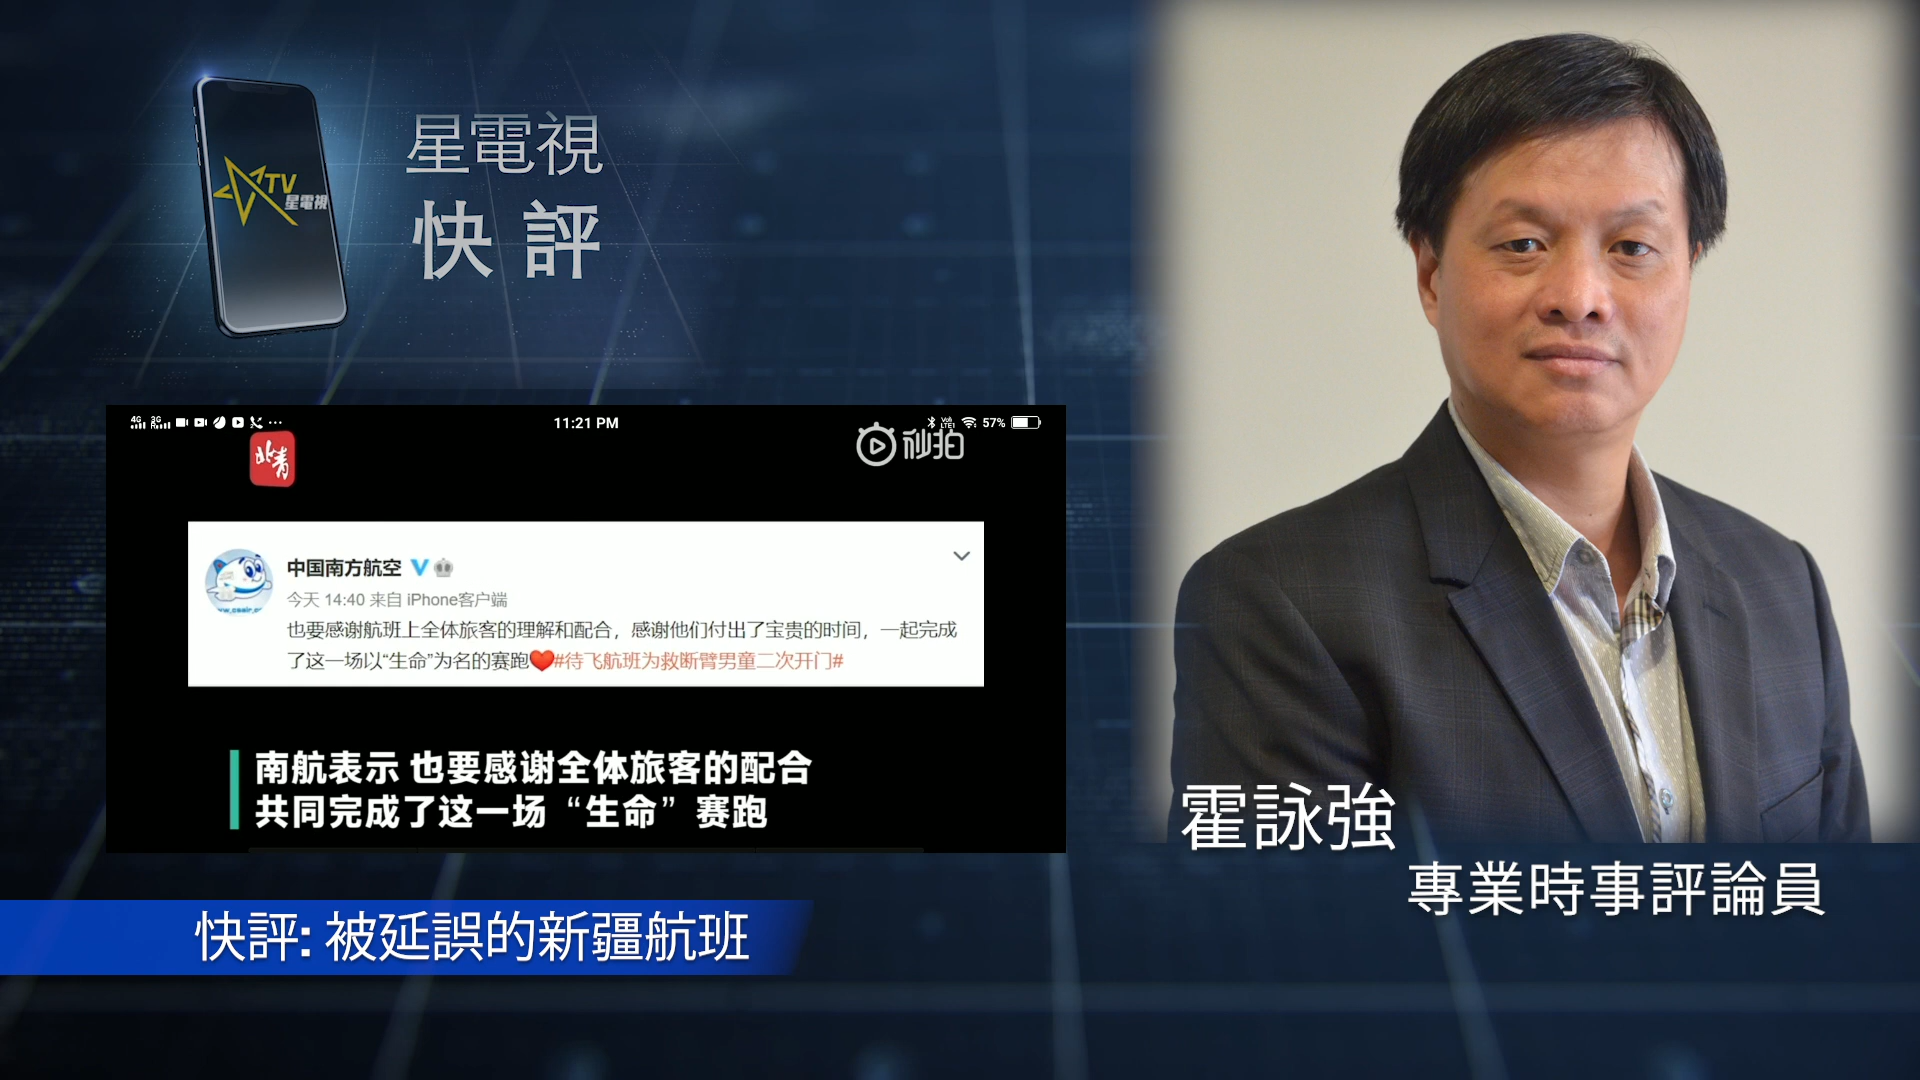 星電視
快評
TV
星電視
4G
3G
11:21 PM
57%
北青
秒拍
中国南方航空
今天 14:40 来自 iPhone客户端
也要感谢航班上全体旅客的理解和配合，感谢他们付出了宝贵的时间，一起完成
了这一场以“生命”为名的赛跑❤️#待飞航班为救断臂男童二次开门#
南航表示 也要感谢全体旅客的配合
共同完成了这一场“生命”赛跑
霍詠強
專業時事評論員
快評: 被延誤的新疆航班